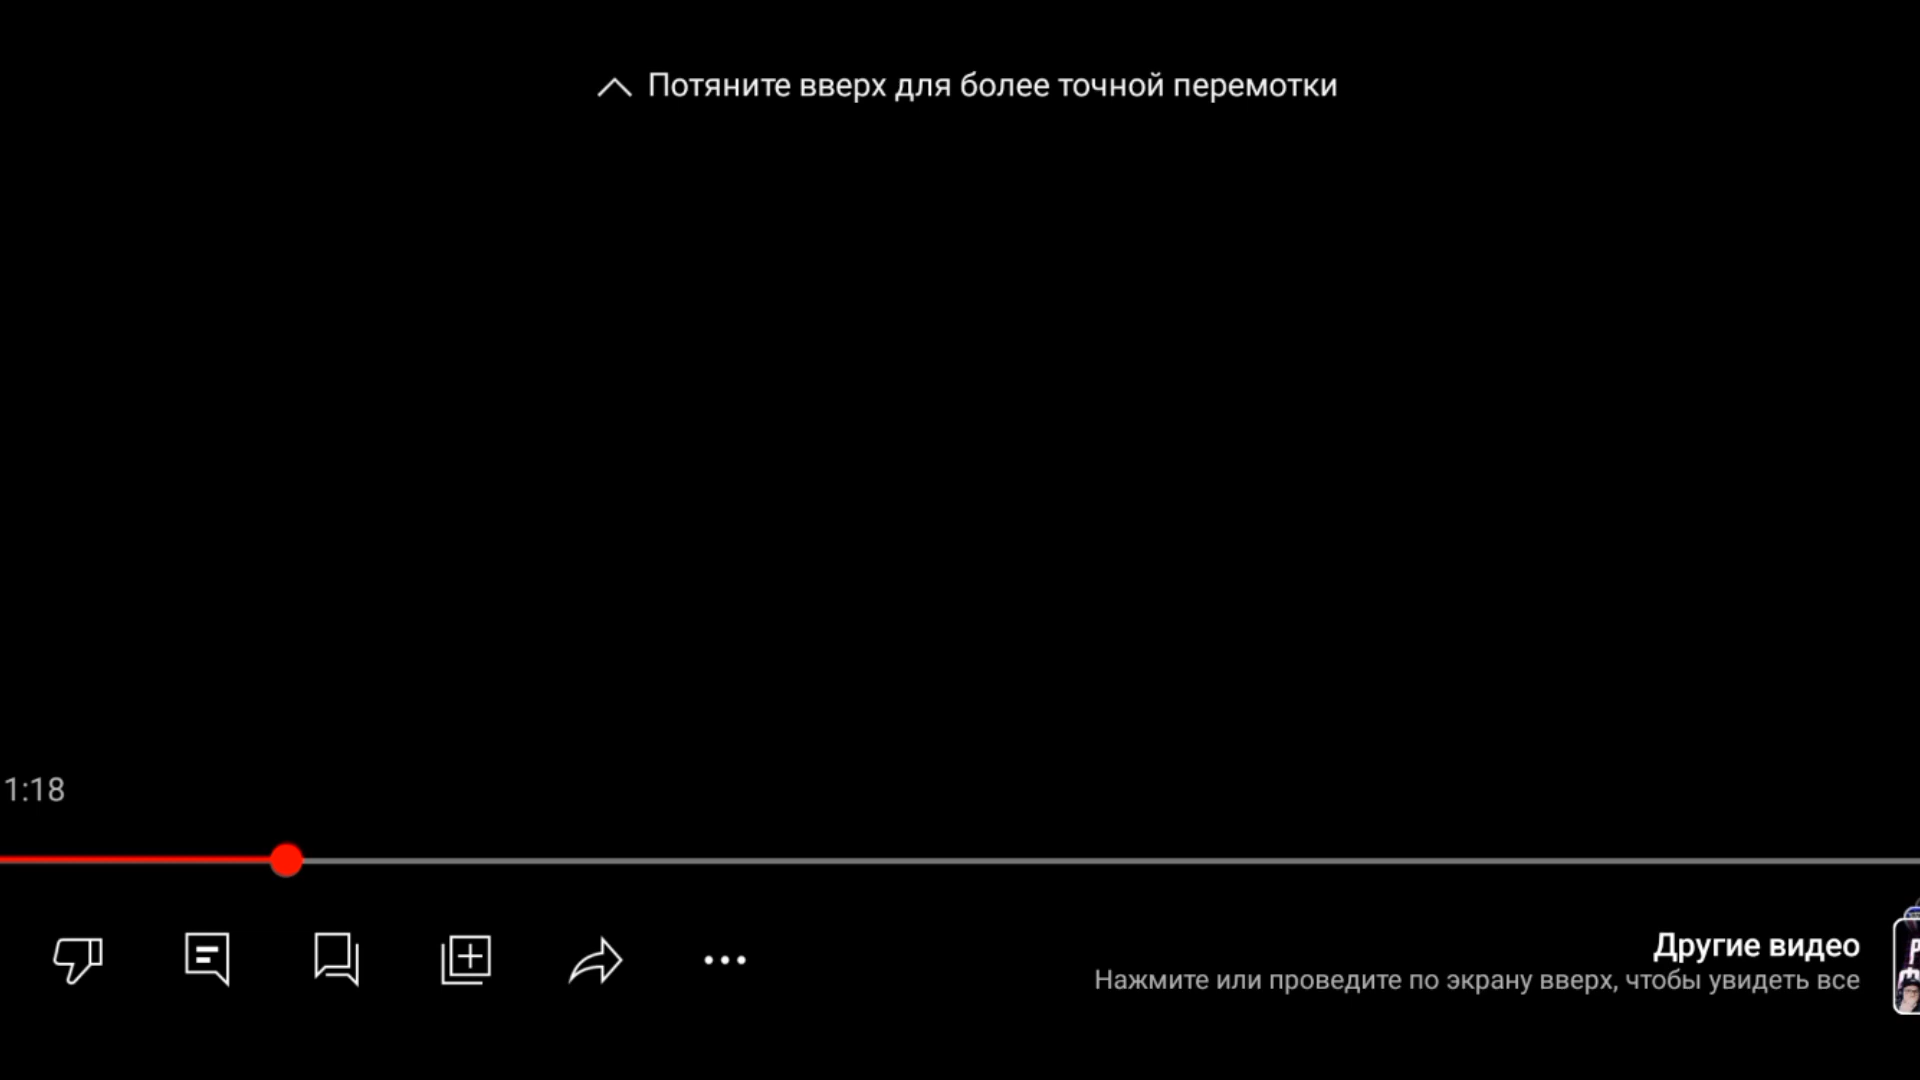 Потяните вверх для более точной перемотки
1:18
Другие видео
Нажмите или проведите по экрану вверх, чтобы увидеть все